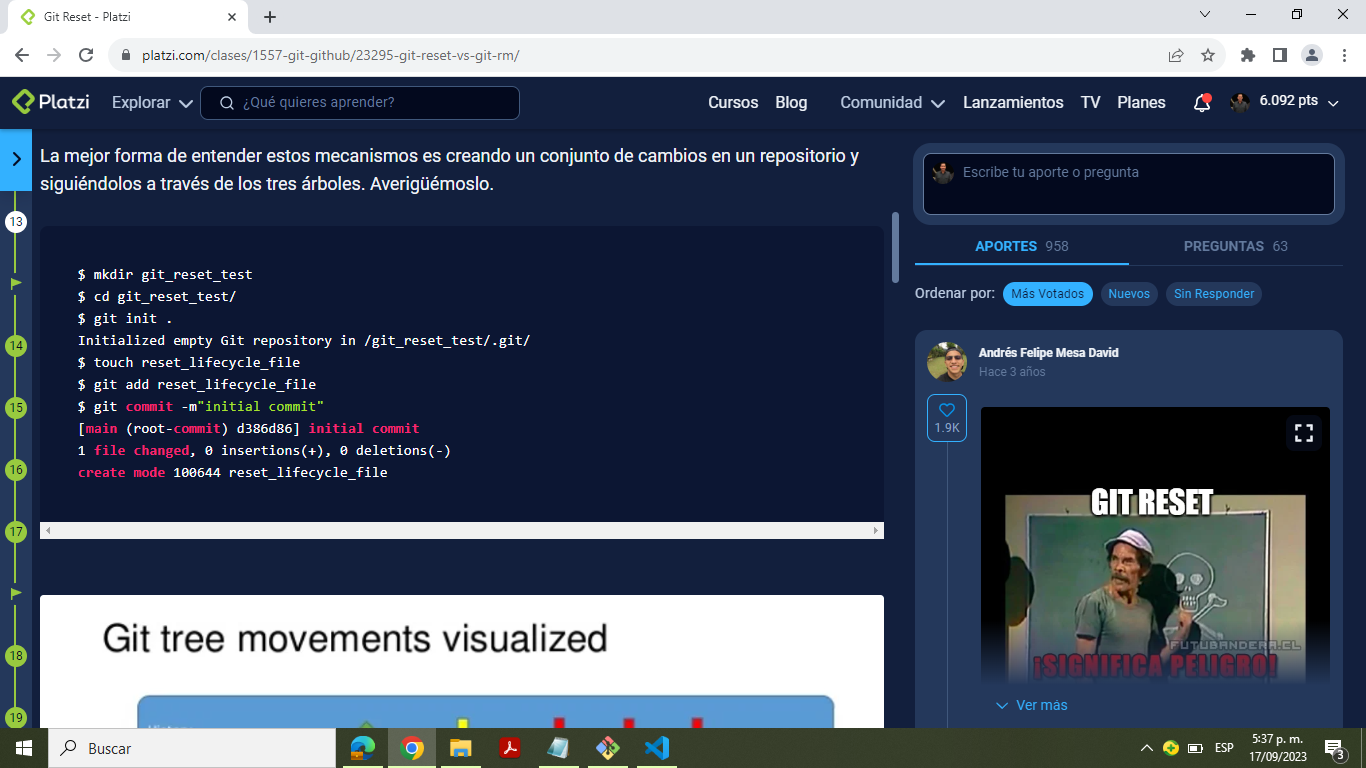 Git Reset - Platzi
platzi.com/clases/1557-git-github/23295-git-reset-vs-git-rm/
Platzi
Explorar
¿Qué quieres aprender?
Cursos
Blog
Comunidad
Lanzamientos
TV
Planes
6.092 pts
La mejor forma de entender estos mecanismos es creando un conjunto de cambios en un repositorio y
siguiéndolos a través de los tres árboles. Averigüémoslo.
13
14
15
16
17
18
19
$ mkdir git_reset_test
$ cd git_reset_test/
$ git init .
Initialized empty Git repository in /git_reset_test/.git/
$ touch reset_lifecycle_file
$ git add reset_lifecycle_file
$ git commit -m"initial commit"
[main (root-commit) d386d86] initial commit
1 file changed, 0 insertions(+), 0 deletions(-)
create mode 100644 reset_lifecycle_file
Git tree movements visualized
Escribe tu aporte o pregunta
APORTES 958
PREGUNTAS 63
Ordenar por:
Más Votados
Nuevos
Sin Responder
Andrés Felipe Mesa David
Hace 3 años
1.9K
GIT RESET
FUTUBANDERA.CL
¡SIGNIFICA PELIGRO!
Ver más
Buscar
ESP
5:37 p. m.
17/09/2023
3